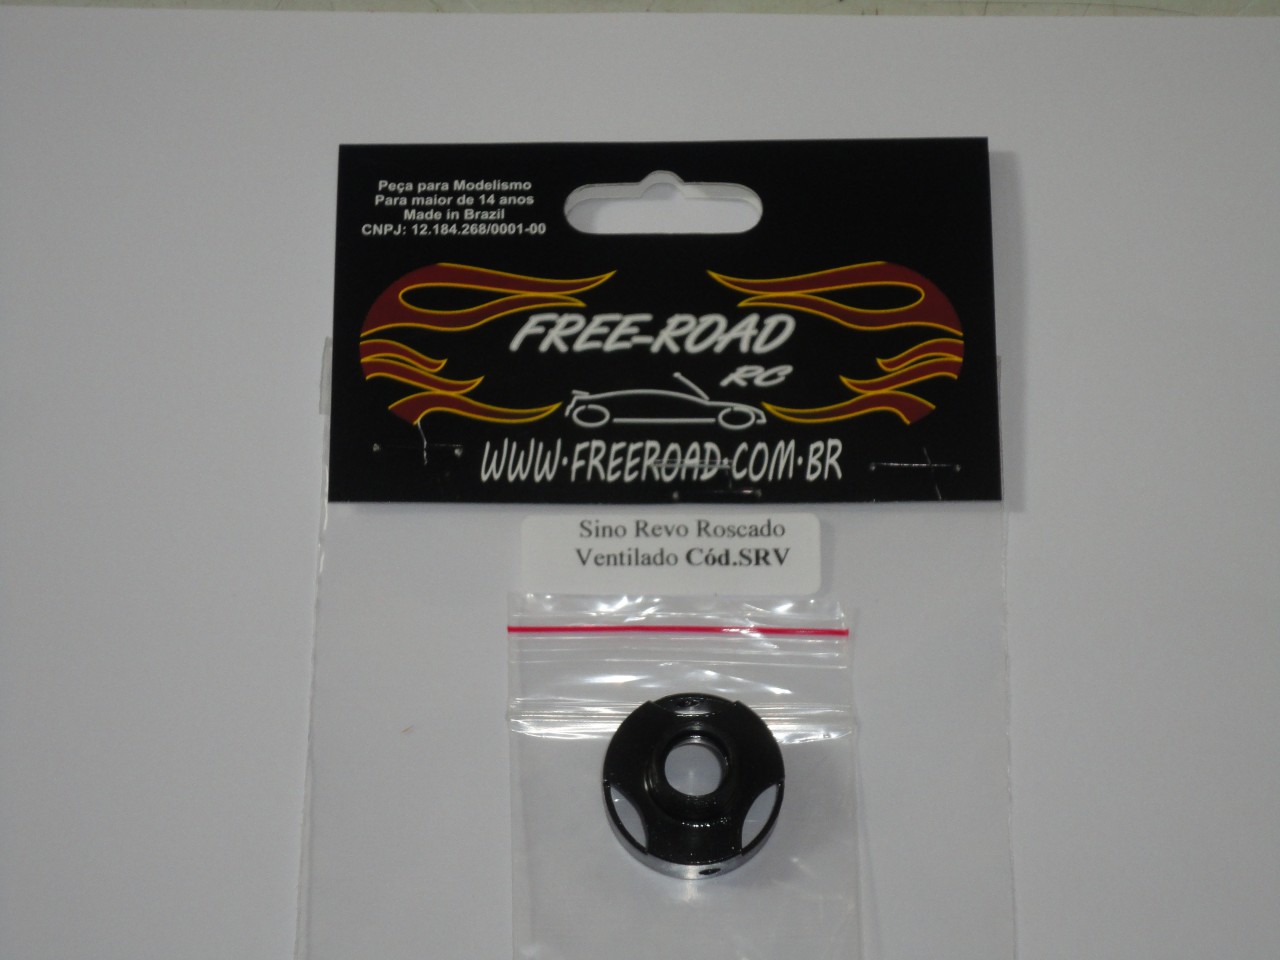 Peça para Modelismo
Para maior de 14 anos
Made in Brazil
CNPJ: 12.184.268/0001-00
FREE-ROAD
RC
WWW.FREEROAD.COM.BR
Sino Revo Roscado
Ventilado Cód.SRV